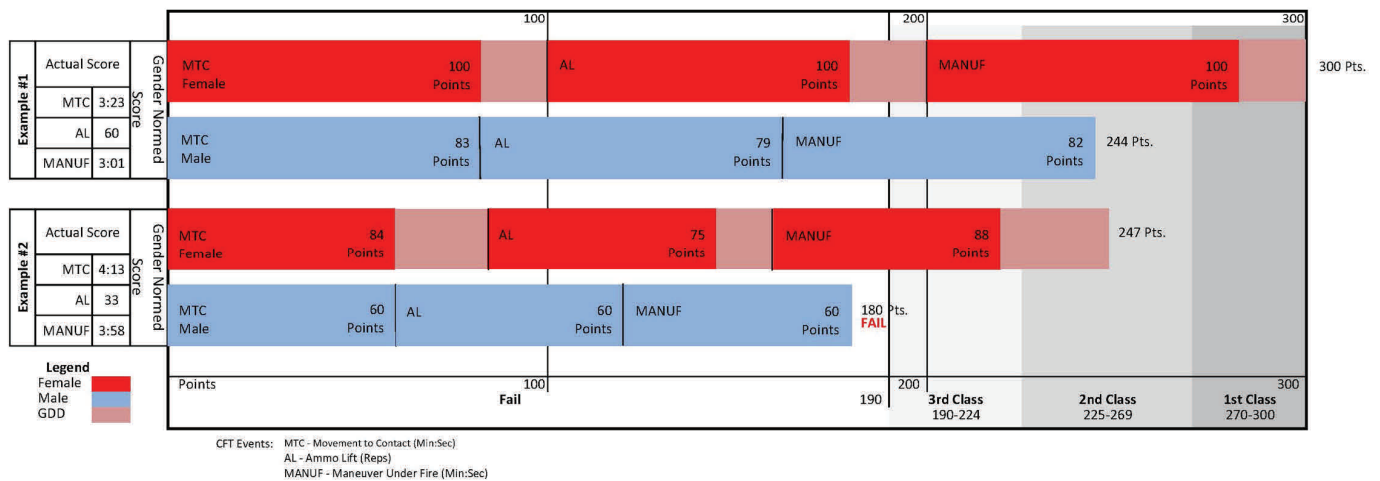 100
200
300
Example #1
Actual Score
MTC 3:23
AL 60
MANUF 3:01
Gender Normed
Score
MTC
Female
100
Points
AL
100
Points
MANUF
100
Points
300 Pts.
MTC
Male
83
Points
AL
79
Points
MANUF
82
Points
244 Pts.
Example #2
Actual Score
MTC 4:13
AL 33
MANUF 3:58
Gender Normed
Score
MTC
Female
84
Points
AL
75
Points
MANUF
88
Points
247 Pts.
MTC
Male
60
Points
AL
60
Points
MANUF
60
Points
180 Pts.
FAIL
Legend
Female
Male
GDD
Points
100
200
300
Fail
190
3rd Class
190-224
2nd Class
225-269
1st Class
270-300
CFT Events: MTC - Movement to Contact (Min:Sec)
AL - Ammo Lift (Reps)
MANUF - Maneuver Under Fire (Min:Sec)